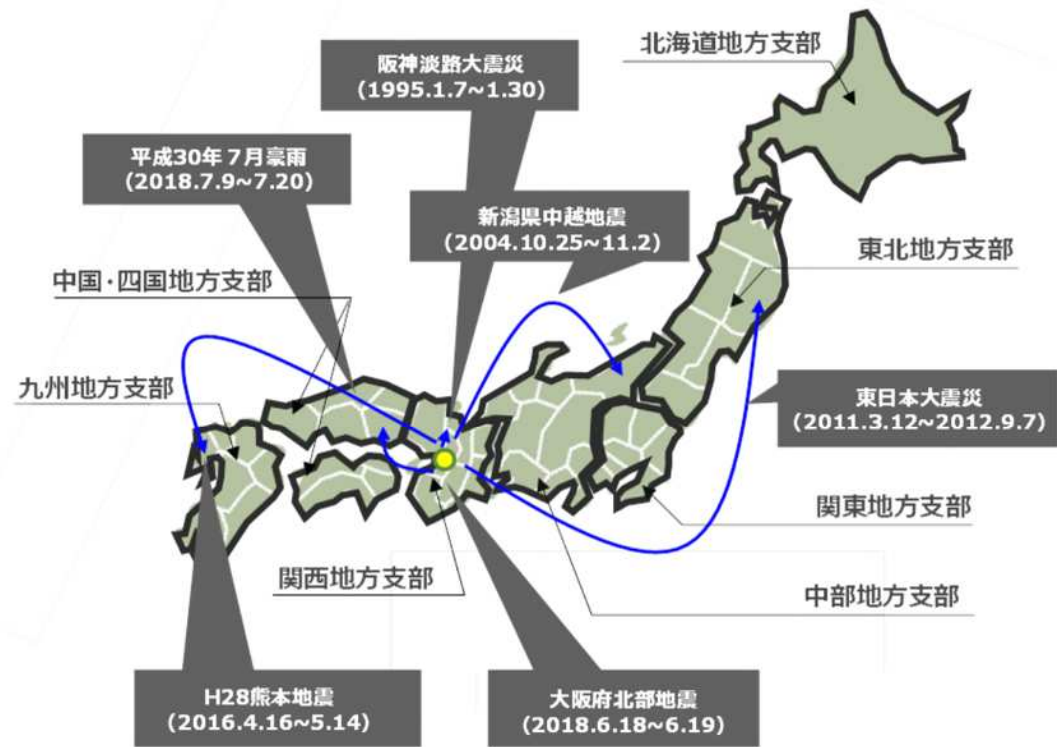 北海道地方支部
阪神淡路大震災
(1995.1.7~1.30)
平成30年7月豪雨
(2018.7.9~7.20)
新潟県中越地震
(2004.10.25~11.2)
東北地方支部
中国・四国地方支部
九州地方支部
東日本大震災
(2011.3.12~2012.9.7)
関東地方支部
関西地方支部
中部地方支部
H28熊本地震
(2016.4.16~5.14)
大阪府北部地震
(2018.6.18~6.19)